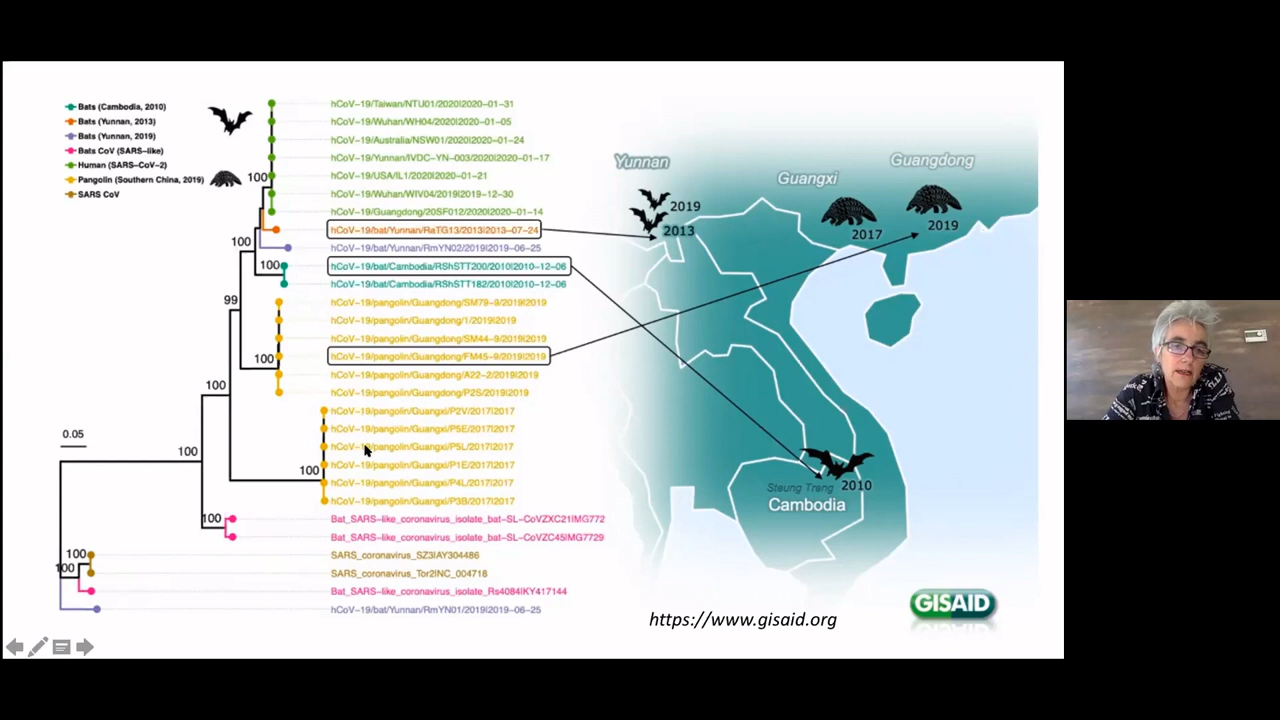 Bats (Cambodia, 2010)
Bats (Yunnan, 2013)
Bats (Yunnan, 2019)
Bats CoV (SARS-like)
Human (SARS-CoV-2)
Pangolin (Southern China, 2019)
SARS CoV
hCoV-19/Taiwan/NTU01/2020|2020-01-31
hCoV-19/Wuhan/WH04/2020|2020-01-05
hCoV-19/Australia/NSW01/2020|2020-01-24
hCoV-19/Yunnan/IVDC-YN-003/2020|2020-01-17
hCoV-19/USA/IL1/2020|2020-01-21
hCoV-19/Wuhan/WIV04/2019|2019-12-30
hCoV-19/Guangdong/20SF012/2020|2020-01-14
hCoV-19/bat/Yunnan/RaTG13/2013|2013-07-24
hCoV-19/bat/Yunnan/RmYN02/2019|2019-06-25
hCoV-19/bat/Cambodia/RShSTT200/2010|2010-12-06
hCoV-19/bat/Cambodia/RShSTT182/2010|2010-12-06
hCoV-19/pangolin/Guangdong/SM79-9/2019|2019
hCoV-19/pangolin/Guangdong/1/2019|2019
hCoV-19/pangolin/Guangdong/SM44-9/2019|2019
hCoV-19/pangolin/Guangdong/FM45-9/2019|2019
hCoV-19/pangolin/Guangdong/A22-2/2019|2019
hCoV-19/pangolin/Guangdong/P2S/2019|2019
hCoV-19/pangolin/Guangxi/P2V/2017|2017
hCoV-19/pangolin/Guangxi/P5E/2017|2017
hCoV-19/pangolin/Guangxi/P5L/2017|2017
hCoV-19/pangolin/Guangxi/P1E/2017|2017
hCoV-19/pangolin/Guangxi/P4L/2017|2017
hCoV-19/pangolin/Guangxi/P3B/2017|2017
Bat_SARS-like_coronavirus_isolate_bat-SL-CoVZXC21|MG772
Bat_SARS-like_coronavirus_isolate_bat-SL-CoVZC45|MG7729
SARS_coronavirus_SZ3|AY304486
SARS_coronavirus_Tor2|NC_004718
Bat_SARS-like_coronavirus_isolate_Rs4084|KY417144
hCoV-19/bat/Yunnan/RmYN01/2019|2019-06-25
100
100
100
99
100
100
100
100
100
100
100
0.05
Yunnan
Guangxi
Guangdong
2019
2013
2017
2019
2010
Steung Treng
Cambodia
GISAID
https://www.gisaid.org